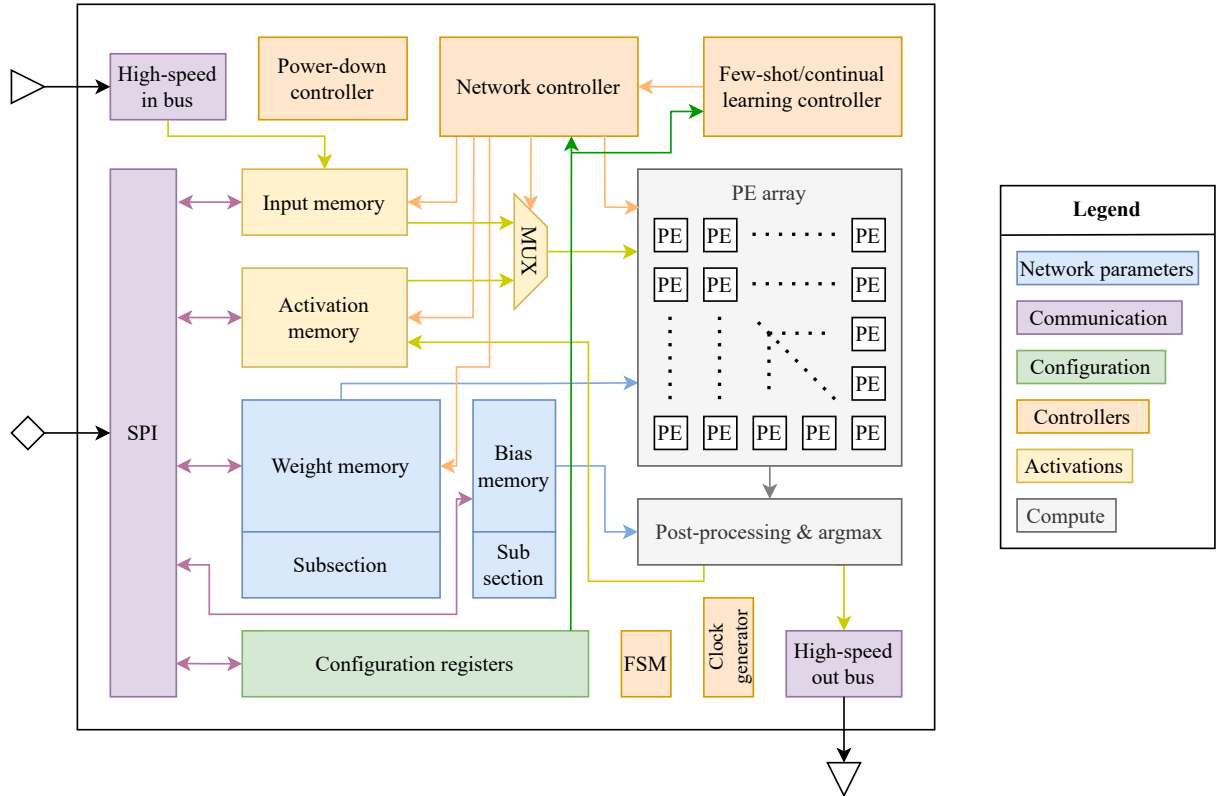 High-speed
in bus
Power-down
controller
Network controller
Few-shot/continual
learning controller
Input memory
MUX
PE array
PE PE PE
PE PE PE
PE
PE
PE PE PE PE PE
Activation
memory
SPI
Weight memory
Subsection
Bias
memory
Sub
section
Post-processing & argmax
Configuration registers
FSM
Clock
generator
High-speed
out bus
Legend
Network parameters
Communication
Configuration
Controllers
Activations
Compute